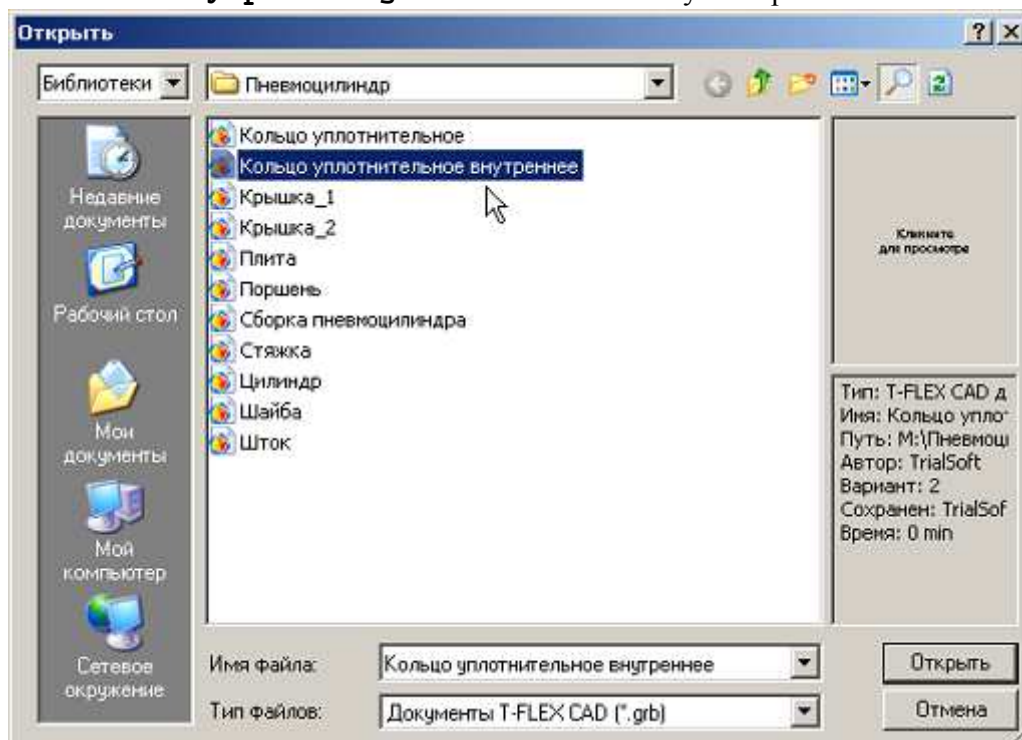 Открыть
Библиотеки
Пневмоцилиндр
Недавние
документы
Рабочий стол
Мои
документы
Мой
компьютер
Сетевое
окружение
Кольцо уплотнительное
Кольцо уплотнительное внутреннее
Крышка_1
Крышка_2
Плита
Поршень
Сборка пневмоцилиндра
Стяжка
Цилиндр
Шайба
Шток
Кликните
для просмотра
Тип: T-FLEX CAD д
Имя: Кольцо упло
Путь: M:\Пневмоц
Автор: TrialSoft
Вариант: 2
Сохранен: TrialSof
Время: 0 min
Имя файла:
Кольцо уплотнительное внутреннее
Открыть
Тип файлов:
Документы T-FLEX CAD (*.grb)
Отмена